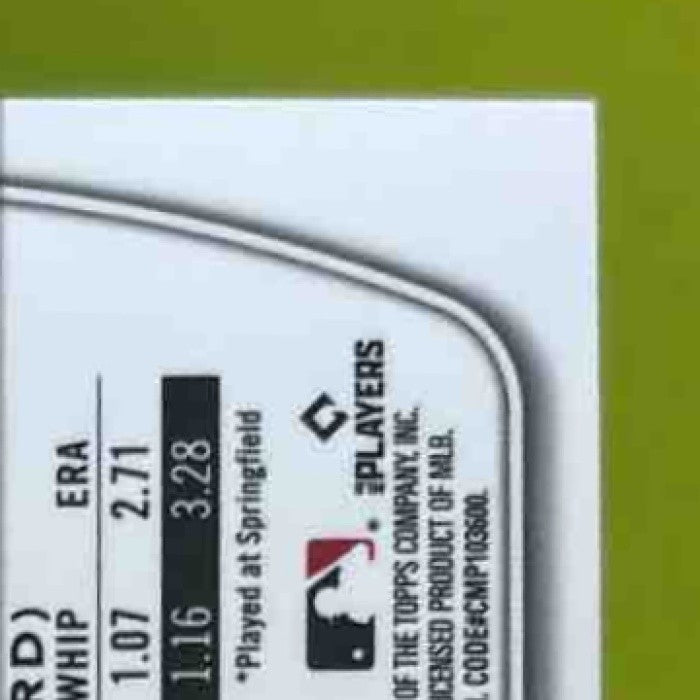 RD)
WHIP ERA
1.07 2.71
1.16 3.28
*Played at Springfield
PLAYERS
®
OF THE TOPPS COMPANY, INC.
ICENSED PRODUCT OF MLB.
CODE#CMP103600.